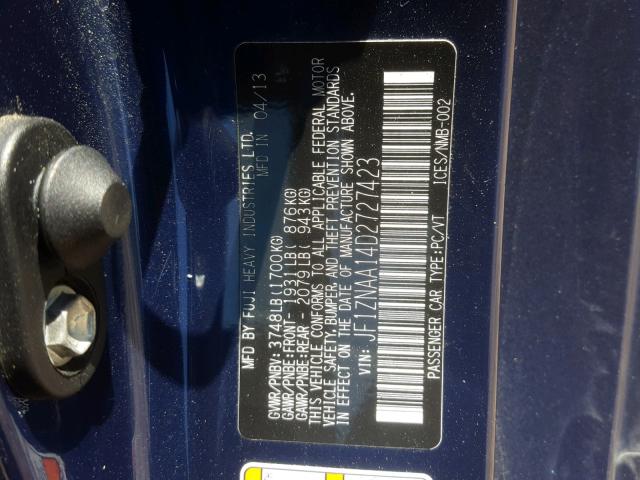 MFD BY FUJI HEAVY INDUSTRIES LTD.
MFD IN 04/13
GVWR/PNBV: 3748LB(1700KG)
GAWR/PNBE:FRONT- 1931LB( 876KG)
GAWR/PNBE:REAR - 2079LB( 943KG)
THIS VEHICLE CONFORMS TO ALL APPLICABLE FEDERAL MOTOR
VEHICLE SAFETY,BUMPER, AND THEFT PREVENTION STANDARDS
IN EFFECT ON THE DATE OF MANUFACTURE SHOWN ABOVE.
VIN: JF1ZNAA14D2727423
PASSENGER CAR TYPE:PC/VT ICES/NMB-002